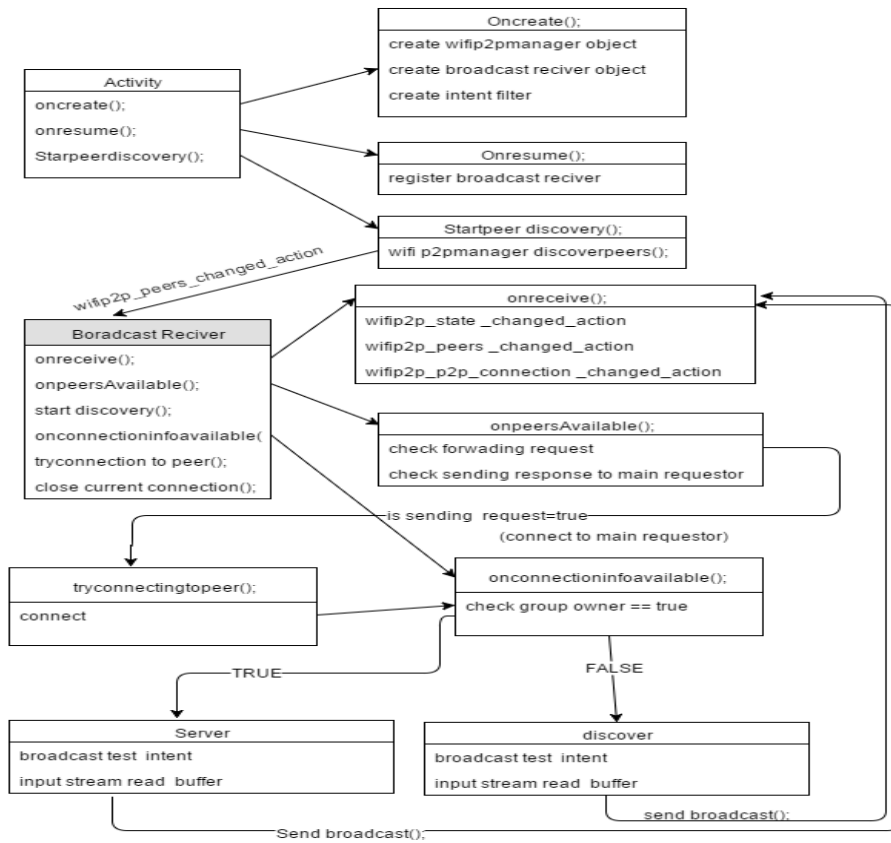 Oncreate();
create wifip2pmanager object
create broadcast reciver object
create intent filter
Activity
oncreate();
onresume();
Starpeerdiscovery();
Onresume();
register broadcast reciver
Startpeer discovery();
wifi p2pmanager discoverpeers();
wifip2p_peers_changed_action
onreceive();
wifip2p_state _changed_action
wifip2p_peers _changed_action
wifip2p_p2p_connection _changed_action
Boradcast Reciver
onreceive();
onpeersAvailable();
start discovery();
onconnectioninfoavailable(
tryconnection to peer();
close current connection();
onpeersAvailable();
check forwading request
check sending response to main requestor
is sending request=true
(connect to main requestor)
tryconnectingtopeer();
connect
onconnectioninfoavailable();
check group owner == true
TRUE
FALSE
Server
broadcast test intent
input stream read buffer
discover
broadcast test intent
input stream read buffer
send broadcast();
Send broadcast();